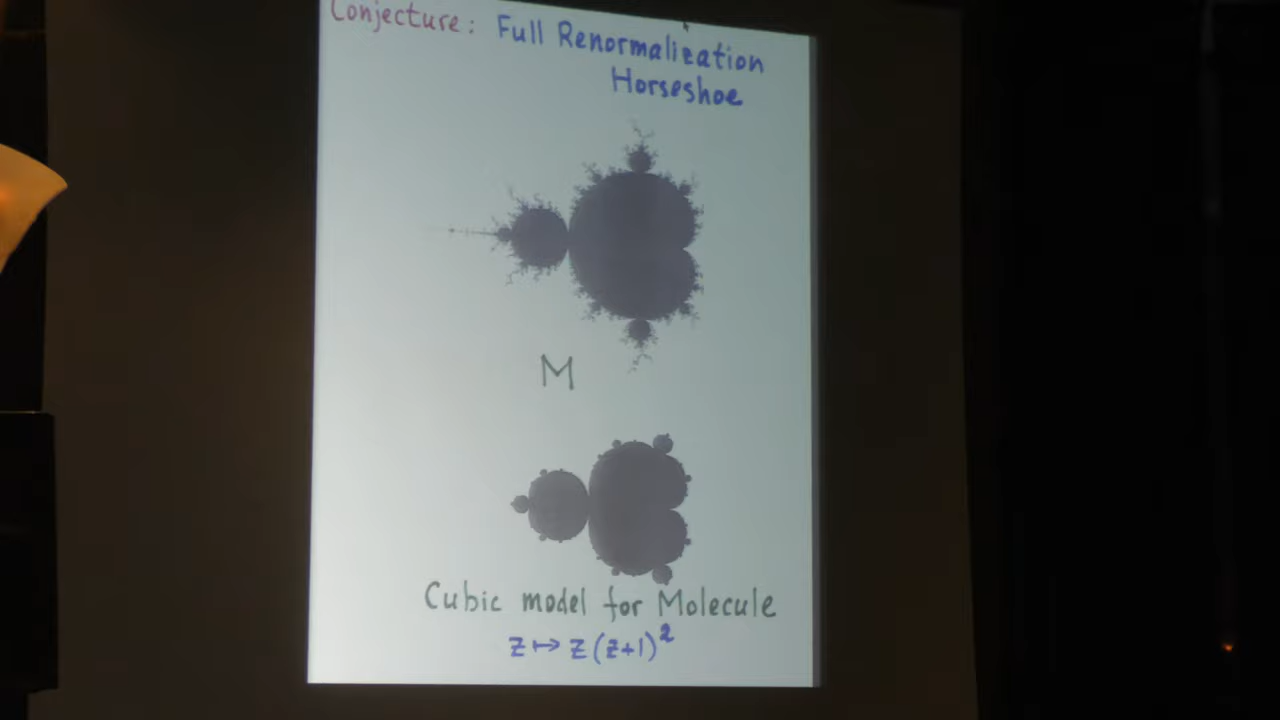 Conjecture: Full Renormalization
Horseshoe
M
Cubic model for Molecule
z ↦ z(z+1)²